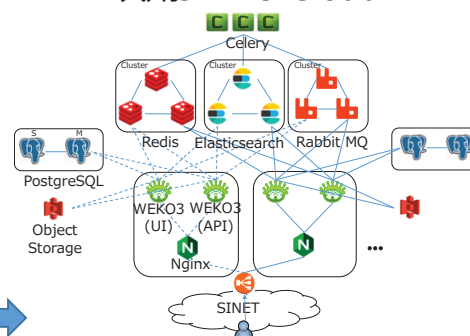 C C C
Celery
Cluster
Cluster
Cluster
Redis
Elasticsearch
Rabbit MQ
S
M
PostgreSQL
WEKO3
(UI)
WEKO3
(API)
Object
Storage
N
N
Nginx
...
SINET